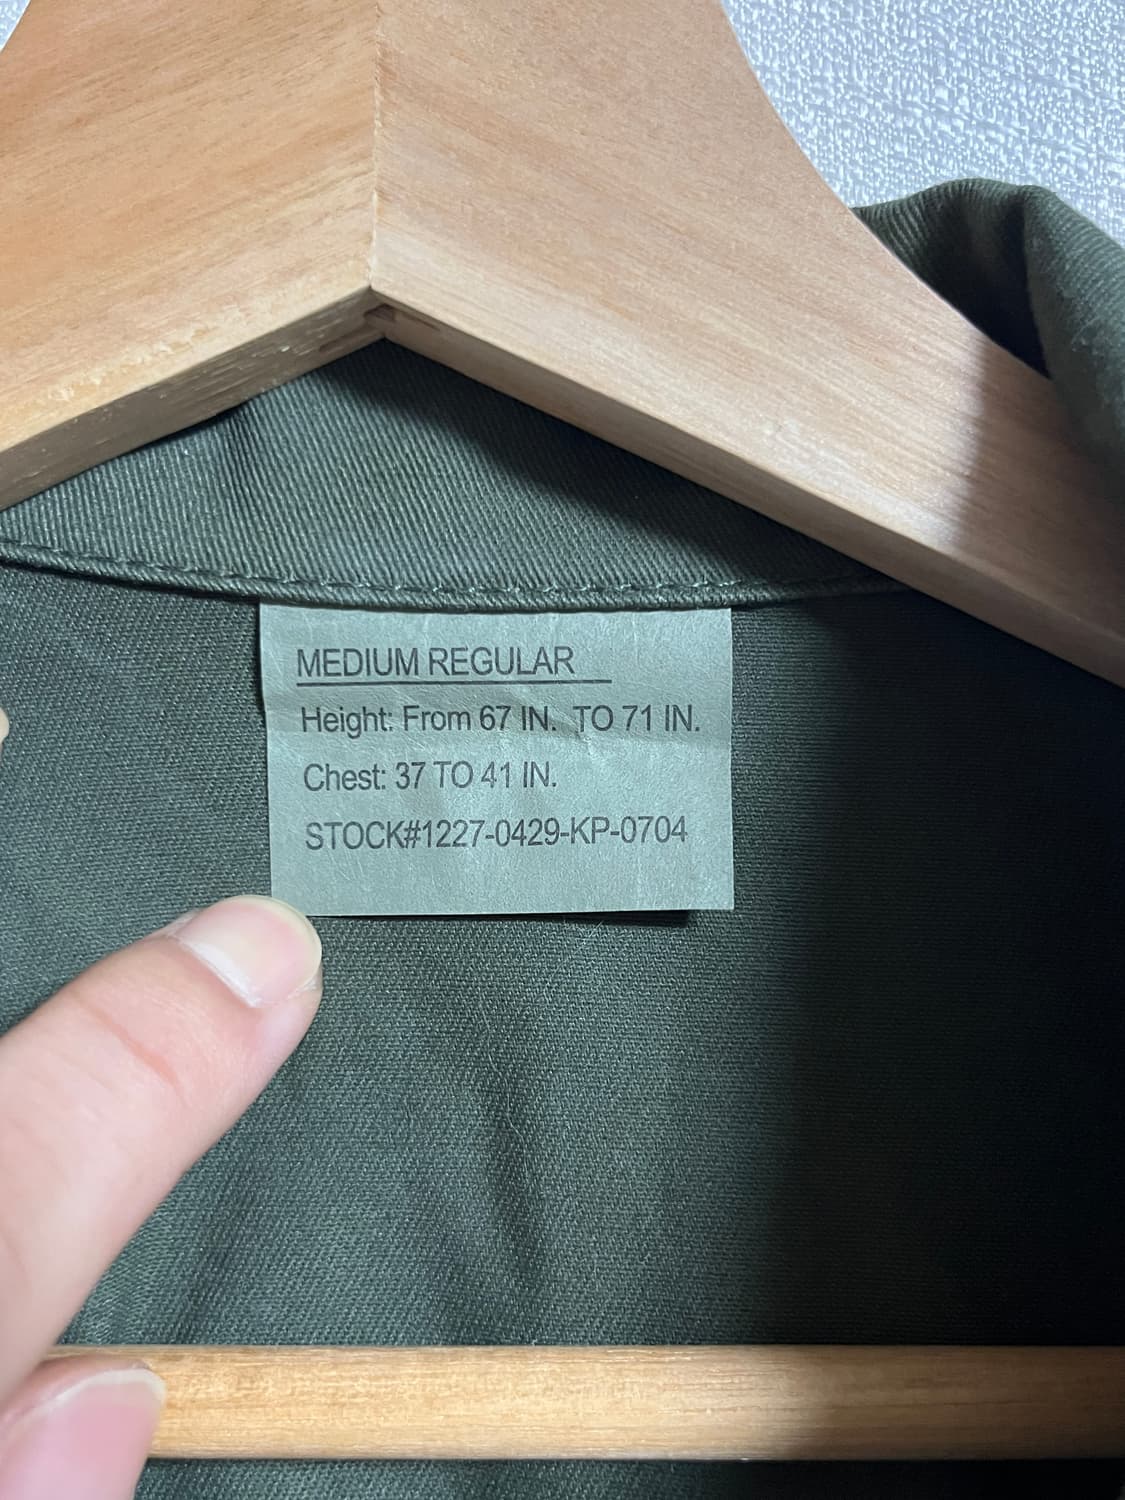 MEDIUM REGULAR
Height: From 67 IN. TO 71 IN.
Chest: 37 TO 41 IN.
STOCK#1227-0429-KP-0704